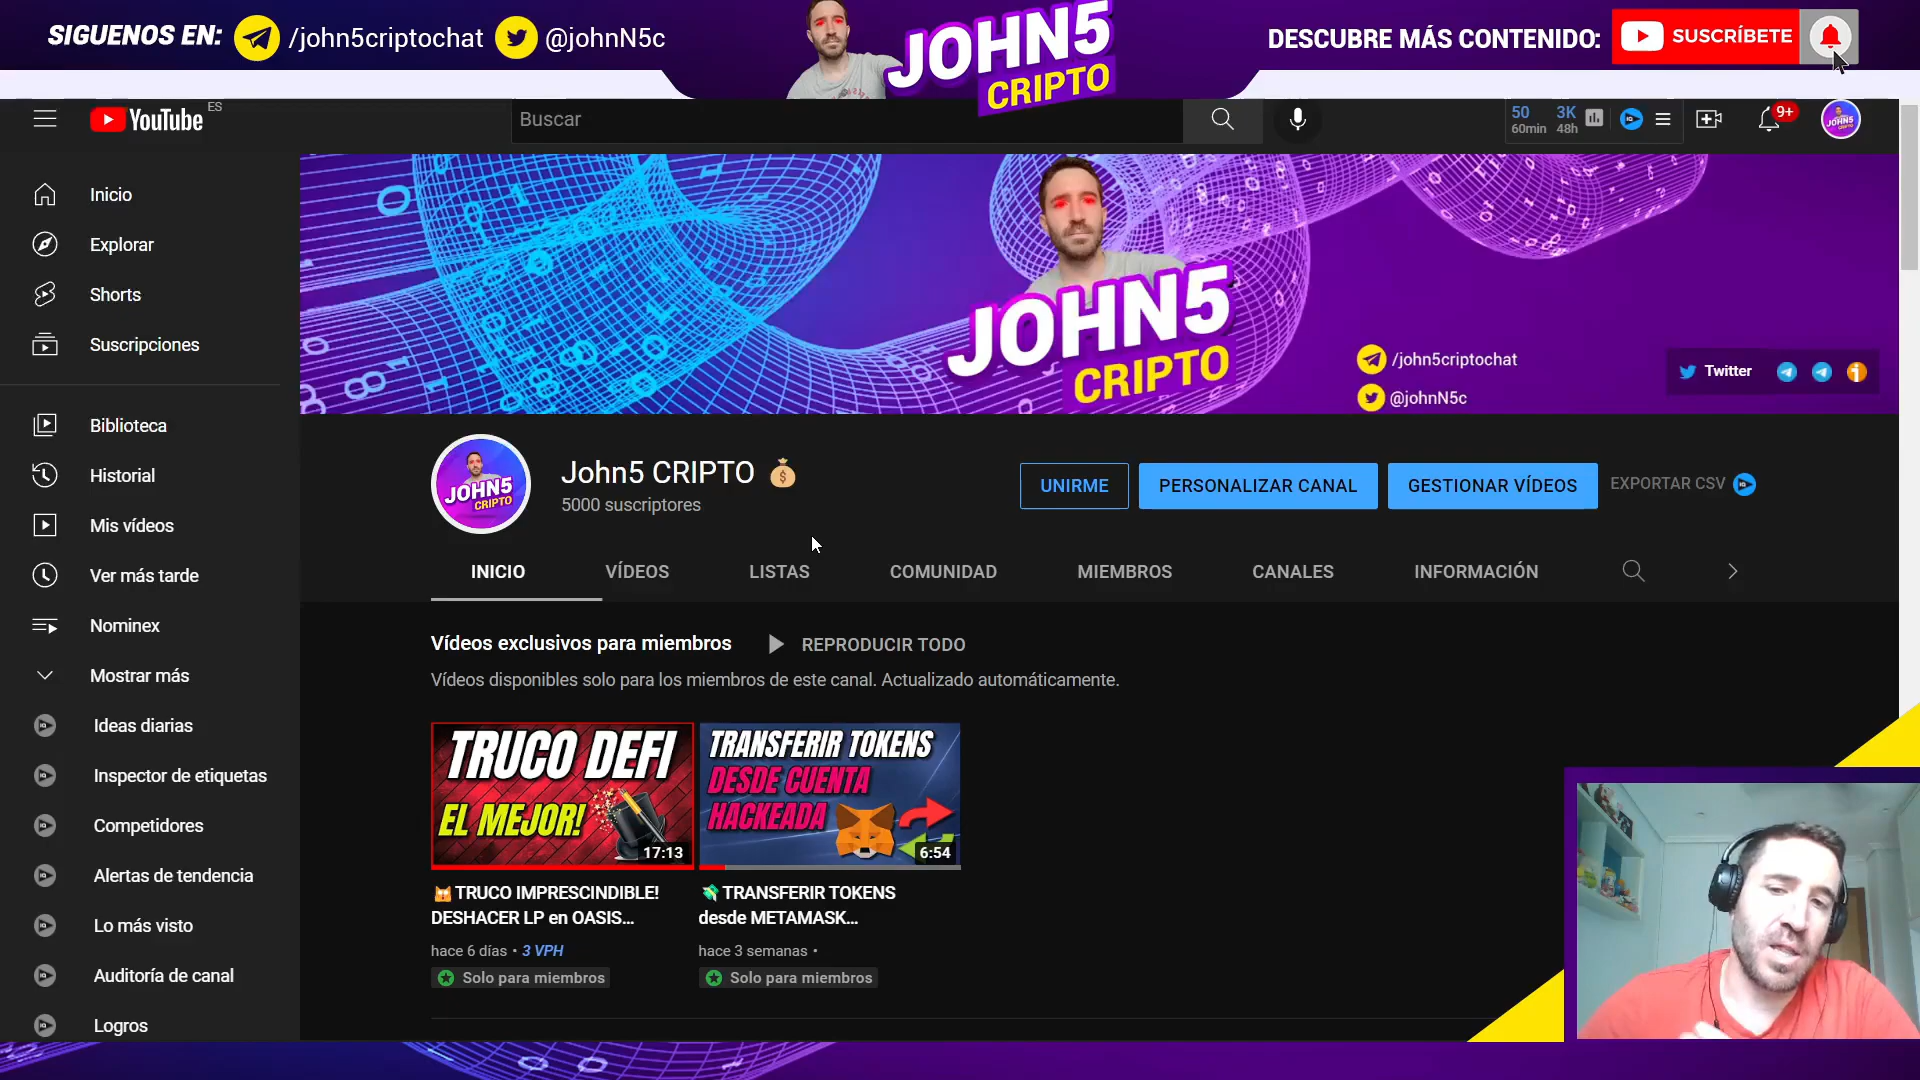 SIGUENOS EN: /john5criptochat @johnN5c
JOHN5
CRIPTO
DESCUBRE MÁS CONTENIDO: SUSCRÍBETE
YouTube ES
Buscar
50
60min
3K
48h
9+
JOHN5
CRIPTO
Inicio
Explorar
Shorts
Suscripciones
Biblioteca
Historial
Mis vídeos
Ver más tarde
Nominex
Mostrar más
Ideas diarias
Inspector de etiquetas
Competidores
Alertas de tendencia
Lo más visto
Auditoría de canal
Logros
JOHN5
CRIPTO
/john5criptochat
@johnN5c
Twitter
JOHN5
CRIPTO
John5 CRIPTO
5000 suscriptores
UNIRME
PERSONALIZAR CANAL
GESTIONAR VÍDEOS
EXPORTAR CSV
INICIO
VÍDEOS
LISTAS
COMUNIDAD
MIEMBROS
CANALES
INFORMACIÓN
Vídeos exclusivos para miembros
REPRODUCIR TODO
Vídeos disponibles solo para los miembros de este canal. Actualizado automáticamente.
TRUCO DEFI
EL MEJOR!
17:13
TRUCO IMPRESCINDIBLE!
DESHACER LP en OASIS...
hace 6 días • 3 VPH
Solo para miembros
TRANSFERIR TOKENS
DESDE CUENTA
HACKEADA
6:54
TRANSFERIR TOKENS
desde METAMASK...
hace 3 semanas •
Solo para miembros